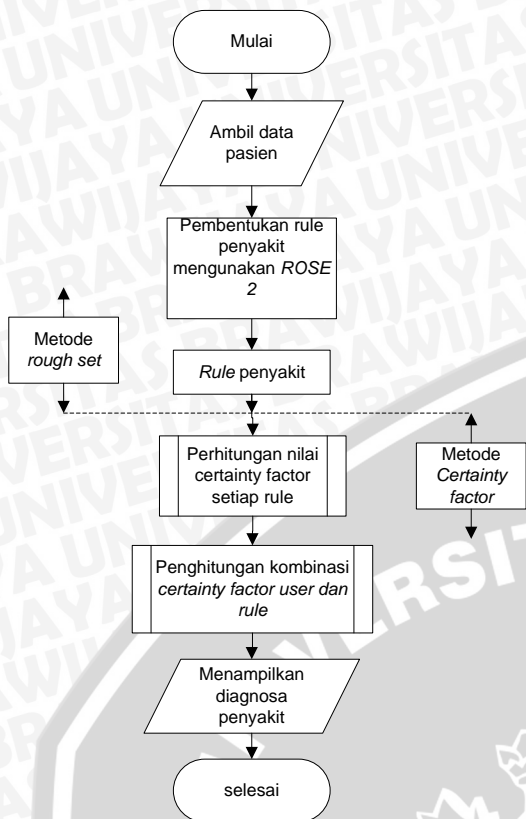 Mulai
Ambil data
pasien
Pembentukan rule
penyakit
mengunakan ROSE
2
Metode
rough set
Rule penyakit
Perhitungan nilai
certainty factor
setiap rule
Metode
Certainty
factor
Penghitungan kombinasi
certainty factor user dan
rule
Menampilkan
diagnosa
penyakit
selesai